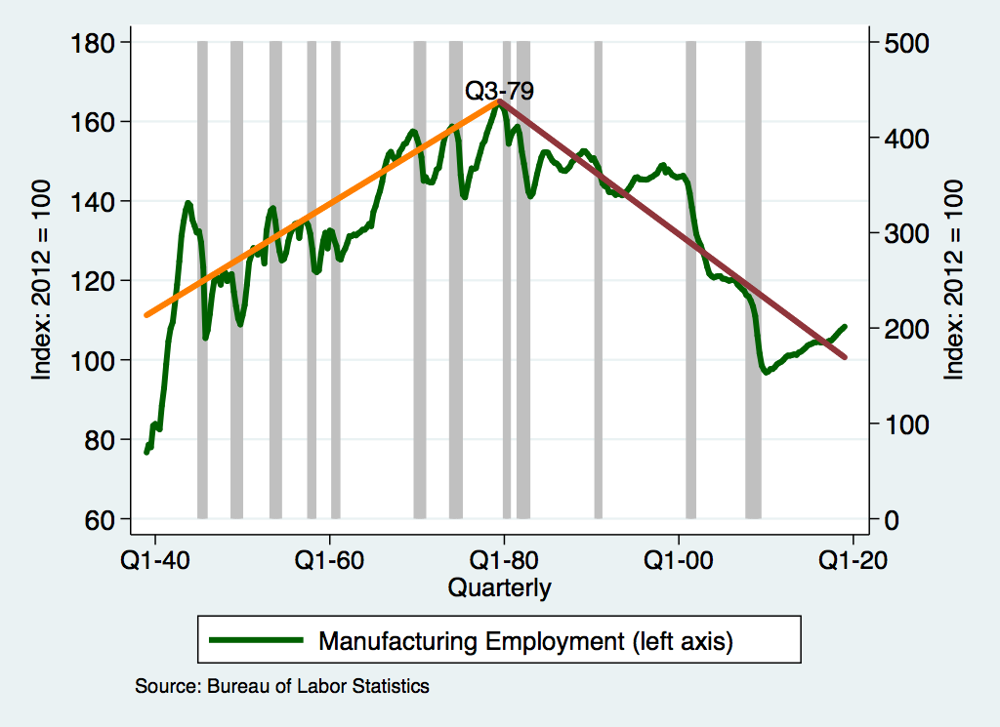 Q3-79
180
160
140
120
100
80
60
500
400
300
200
100
0
Index: 2012 = 100
Index: 2012 = 100
Q1-40 Q1-60 Q1-80 Q1-00 Q1-20
Quarterly
Manufacturing Employment (left axis)
Source: Bureau of Labor Statistics